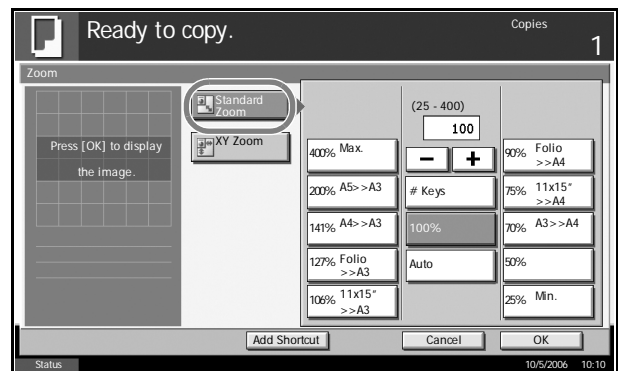 Ready to copy.
Copies
1
Zoom
Press [OK] to display
the image.
Standard
Zoom
XY Zoom
400% Max.
200% A5>>A3
141% A4>>A3
127% Folio
>>A3
106% 11x15"
>>A3
(25 - 400)
100
− +
# Keys
100%
Auto
90% Folio
>>A4
75% 11x15"
>>A4
70% A3>>A4
50%
25% Min.
Add Shortcut
Cancel
OK
Status
10/5/2006 10:10